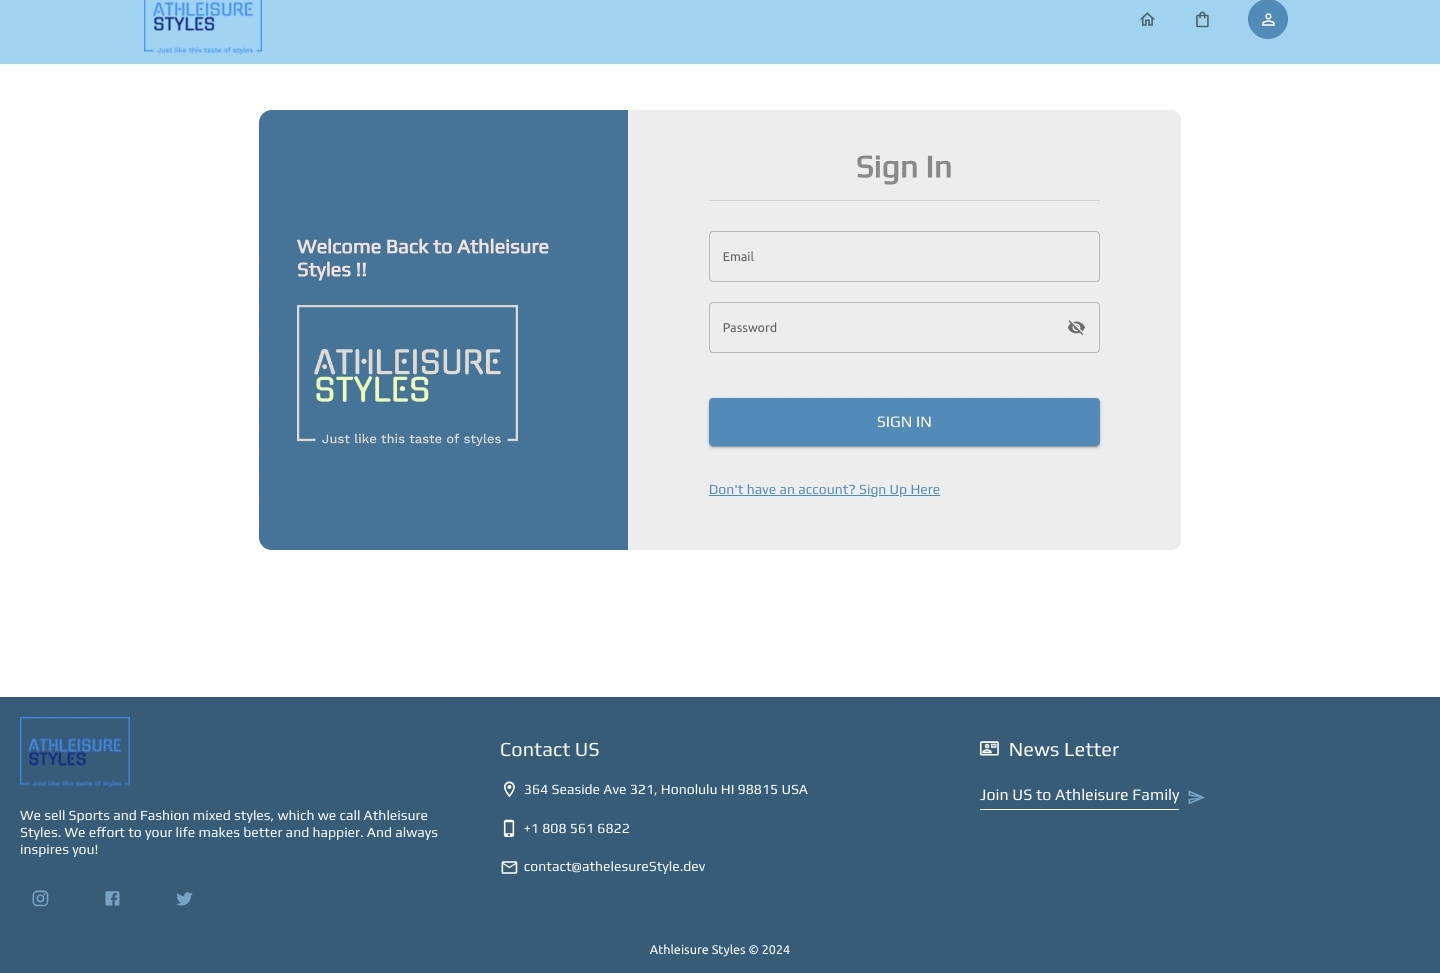 ATHLEISURE
STYLES
Just like this taste of styles
Welcome Back to Athleisure
Styles !!
ATHLEISURE
STYLES
Just like this taste of styles
Sign In
Email
Password
SIGN IN
Don't have an account? Sign Up Here
ATHLEISURE
STYLES
Just like this taste of styles
We sell Sports and Fashion mixed styles, which we call Athleisure
Styles. We effort to your life makes better and happier. And always
inspires you!
Contact US
364 Seaside Ave 321, Honolulu HI 98815 USA
+1 808 561 6822
contact@athelesureStyle.dev
News Letter
Join US to Athleisure Family
Athleisure Styles © 2024